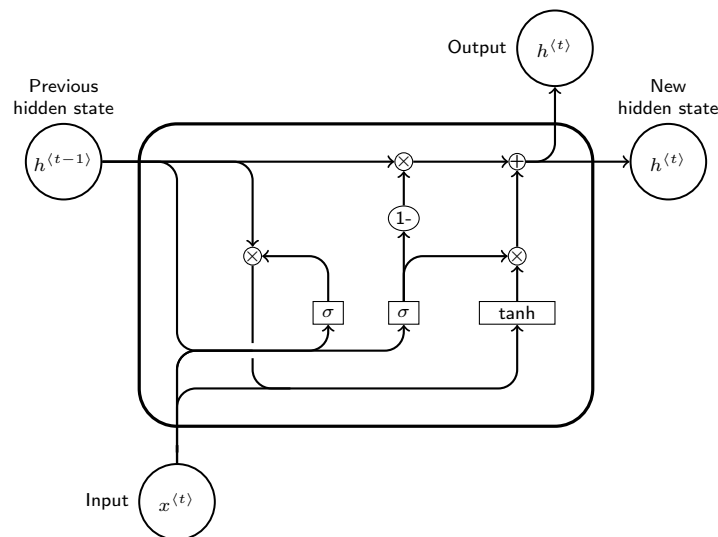 Output
h⟨t⟩
Previous
hidden state
New
hidden state
h⟨t−1⟩
×
+
h⟨t⟩
1-
×
×
σ
σ
tanh
Input
x⟨t⟩